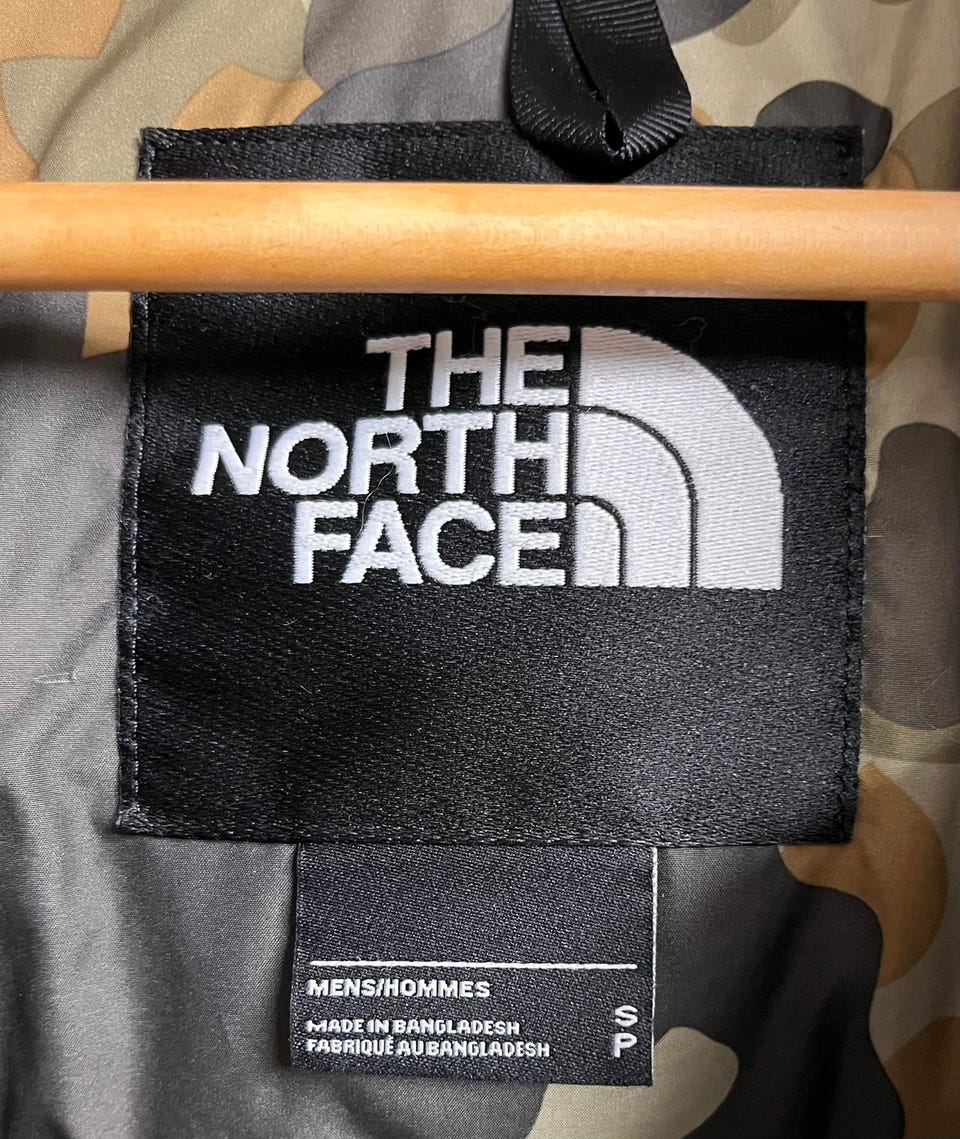 THE
NORTH
FACE
MENS/HOMMES
MADE IN BANGLADESH
FABRIQUÉ AU BANGLADESH
S
P